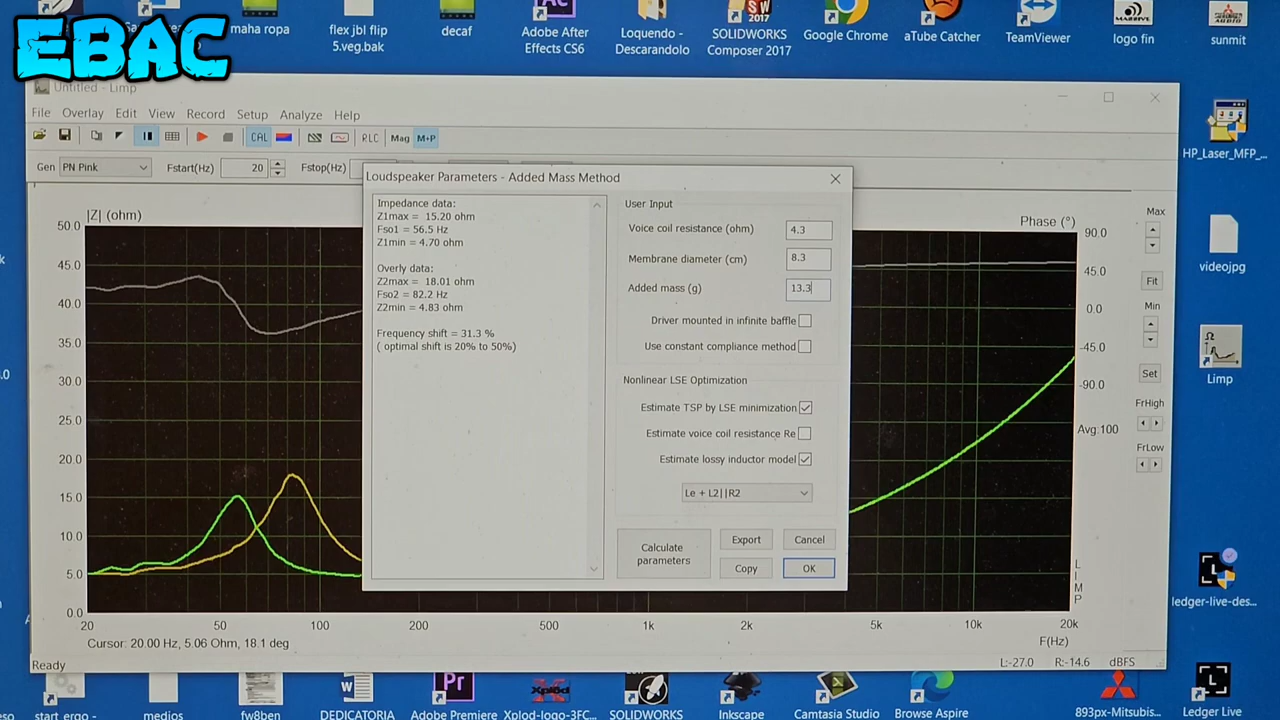 EBAC
maha ropa
flex jbl flip
5.veg.bak
decaf
Adobe After
Effects CS6
Loquendo -
Descarandolo
SOLIDWORKS
Composer 2017
Google Chrome
aTube Catcher
TeamViewer
logo fin
sunmit
Untitled - Limp
File Overlay Edit View Record Setup Analyze Help
CAL RLC Mag M+P
Gen PN Pink Fstart(Hz) 20 Fstop(Hz)
Loudspeaker Parameters - Added Mass Method
Impedance data:
Z1max = 15.20 ohm
Fso1 = 56.5 Hz
Z1min = 4.70 ohm
Overly data:
Z2max = 18.01 ohm
Fso2 = 82.2 Hz
Z2min = 4.83 ohm
Frequency shift = 31.3 %
( optimal shift is 20% to 50%)
User Input
Voice coil resistance (ohm) 4.3
Membrane diameter (cm) 8.3
Added mass (g) 13.3
Driver mounted in infinite baffle
Use constant compliance method
Nonlinear LSE Optimization
Estimate TSP by LSE minimization
Estimate voice coil resistance Re
Estimate lossy inductor model
Le + L2||R2
Calculate
parameters
Export
Cancel
Copy
OK
|Z| (ohm)
50.0
45.0
40.0
35.0
30.0
25.0
20.0
15.0
10.0
5.0
0.0
20 50 100 200 500 1k 2k 5k 10k 20k
F(Hz)
Cursor: 20.00 Hz, 5.06 Ohm, 18.1 deg
Phase (°)
90.0
45.0
0.0
-45.0
-90.0
Avg:100
L
I
M
P
Max
Fit
Min
Set
FrHigh
FrLow
Ready
L:-27.0 R:-14.6 dBFS
HP_Laser_MFP_...
videojpg
Limp
ledger-live-des...
Ledger Live
start_ergo -
medios
fw8ben
DEDICATORIA
Adobe Premiere
Xplod-logo-3FC...
SOLIDWORKS
Inkscape
Camtasia Studio
Browse Aspire
893px-Mitsubis...